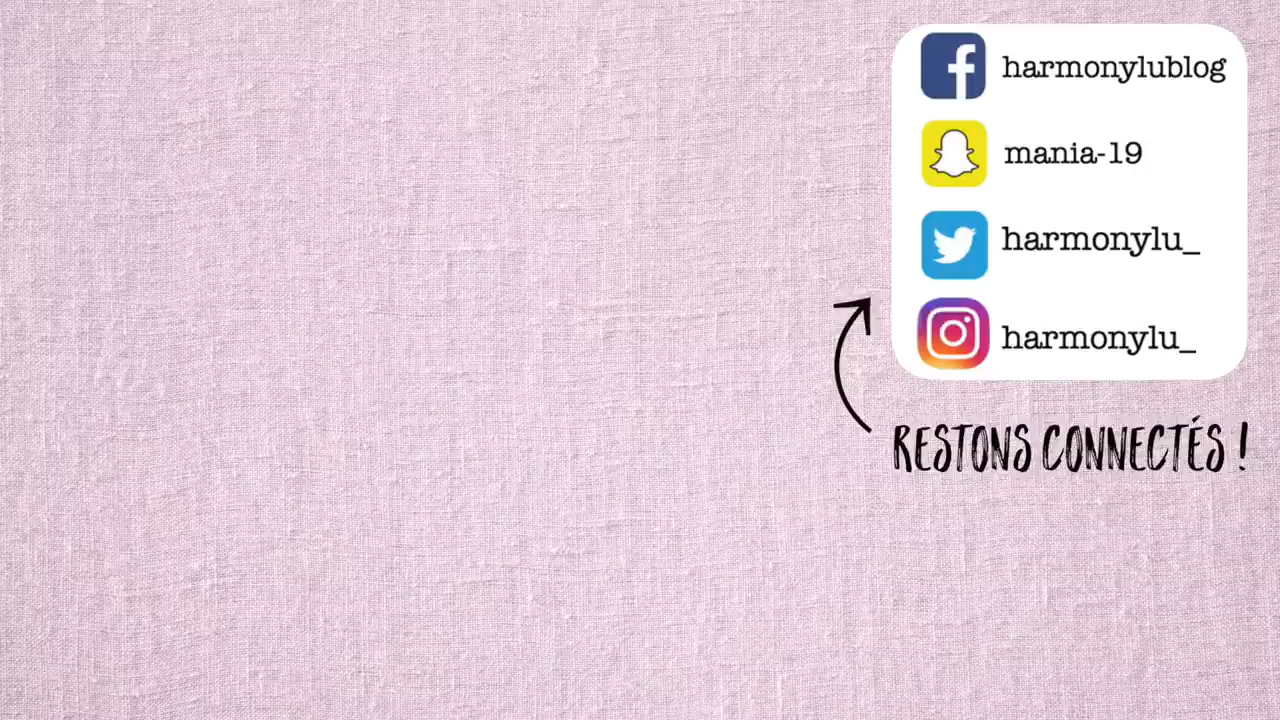 harmonylublog
mania-19
harmonylu_
harmonylu_
RESTONS CONNECTÉS !